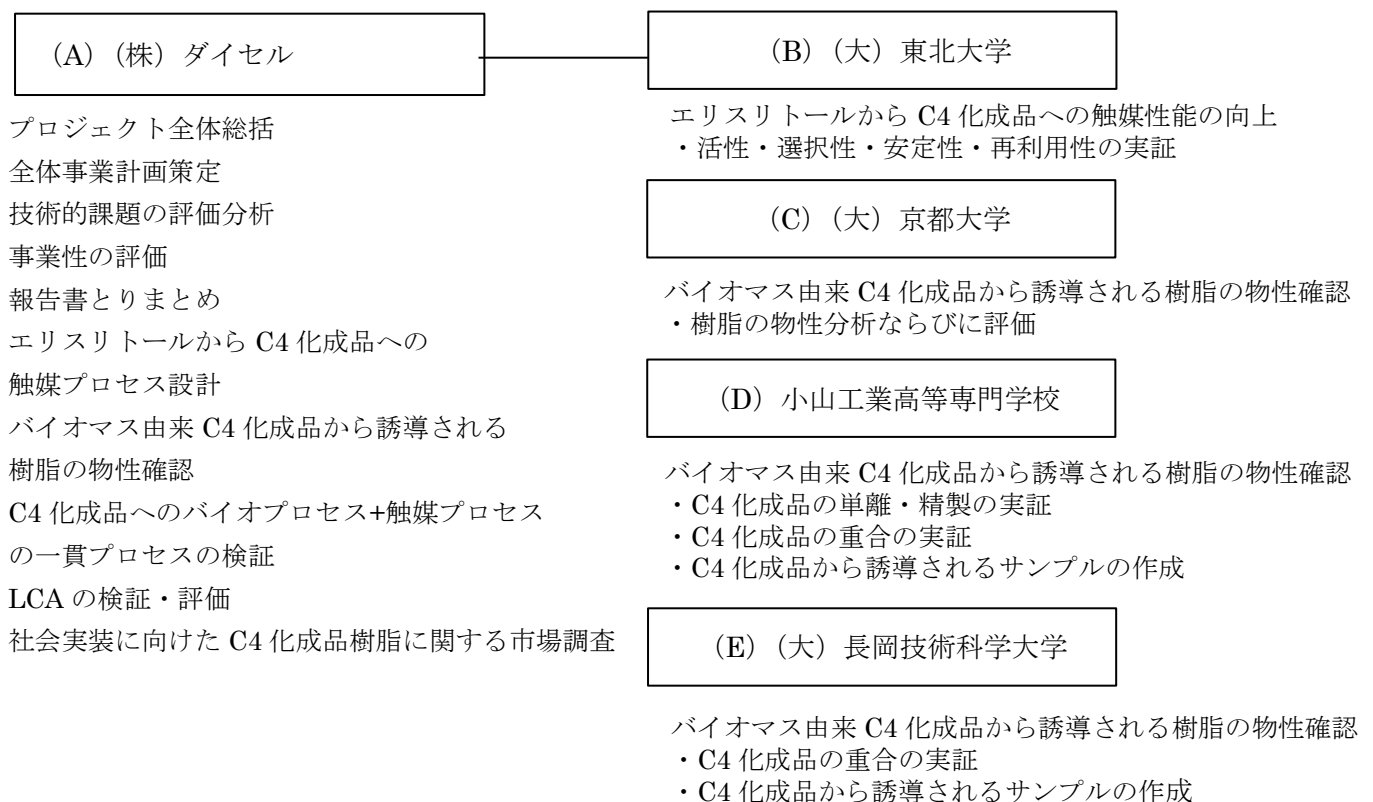 (A)(株)ダイセル
プロジェクト全体総括
全体事業計画策定
技術的課題の評価分析
事業性の評価
報告書とりまとめ
エリスリトールから C4 化成品への
触媒プロセス設計
バイオマス由来 C4 化成品から誘導される
樹脂の物性確認
C4 化成品へのバイオプロセス+触媒プロセス
の一貫プロセスの検証
LCA の検証・評価
社会実装に向けた C4 化成品樹脂に関する市場調査
(B)(大)東北大学
エリスリトールから C4 化成品への触媒性能の向上
・活性・選択性・安定性・再利用性の実証
(C)(大)京都大学
バイオマス由来 C4 化成品から誘導される樹脂の物性確認
・樹脂の物性分析ならびに評価
(D)小山工業高等専門学校
バイオマス由来 C4 化成品から誘導される樹脂の物性確認
・C4 化成品の単離・精製の実証
・C4 化成品の重合の実証
・C4 化成品から誘導されるサンプルの作成
(E)(大)長岡技術科学大学
バイオマス由来 C4 化成品から誘導される樹脂の物性確認
・C4 化成品の重合の実証
・C4 化成品から誘導されるサンプルの作成